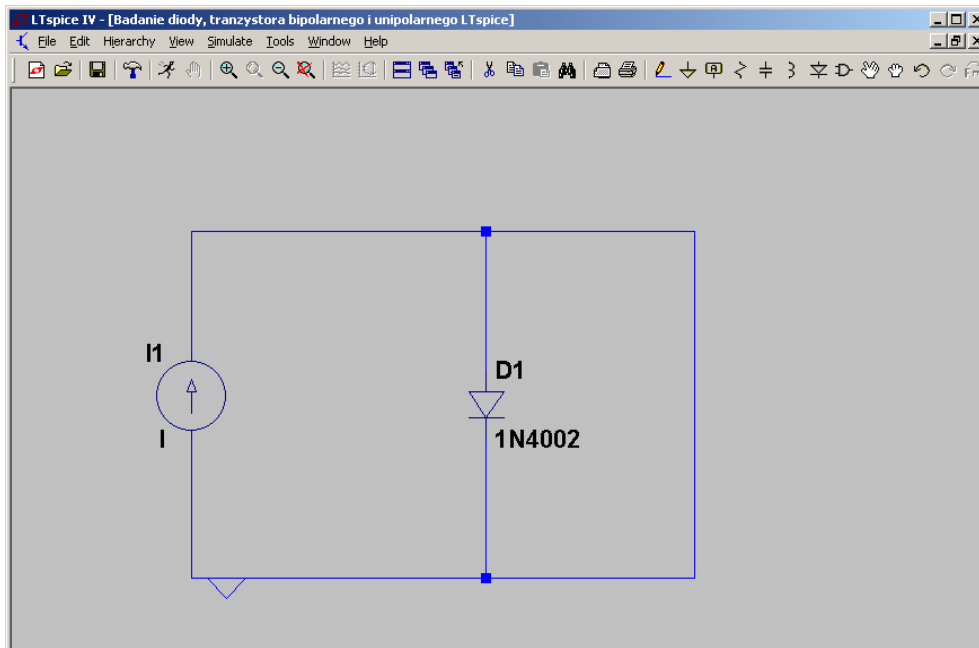 LTspice IV - [Badanie diody, tranzystora bipolarnego i unipolarnego LTspice]
File Edit Hierarchy View Simulate Tools Window Help
I1
I
D1
1N4002